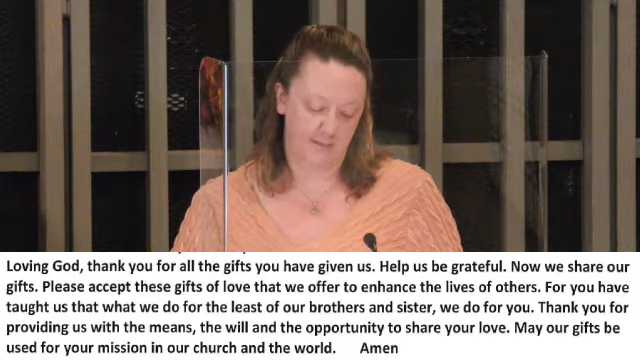 Loving God, thank you for all the gifts you have given us. Help us be grateful. Now we share our
gifts. Please accept these gifts of love that we offer to enhance the lives of others. For you have
taught us that what we do for the least of our brothers and sister, we do for you. Thank you for
providing us with the means, the will and the opportunity to share your love. May our gifts be
used for your mission in our church and the world. Amen